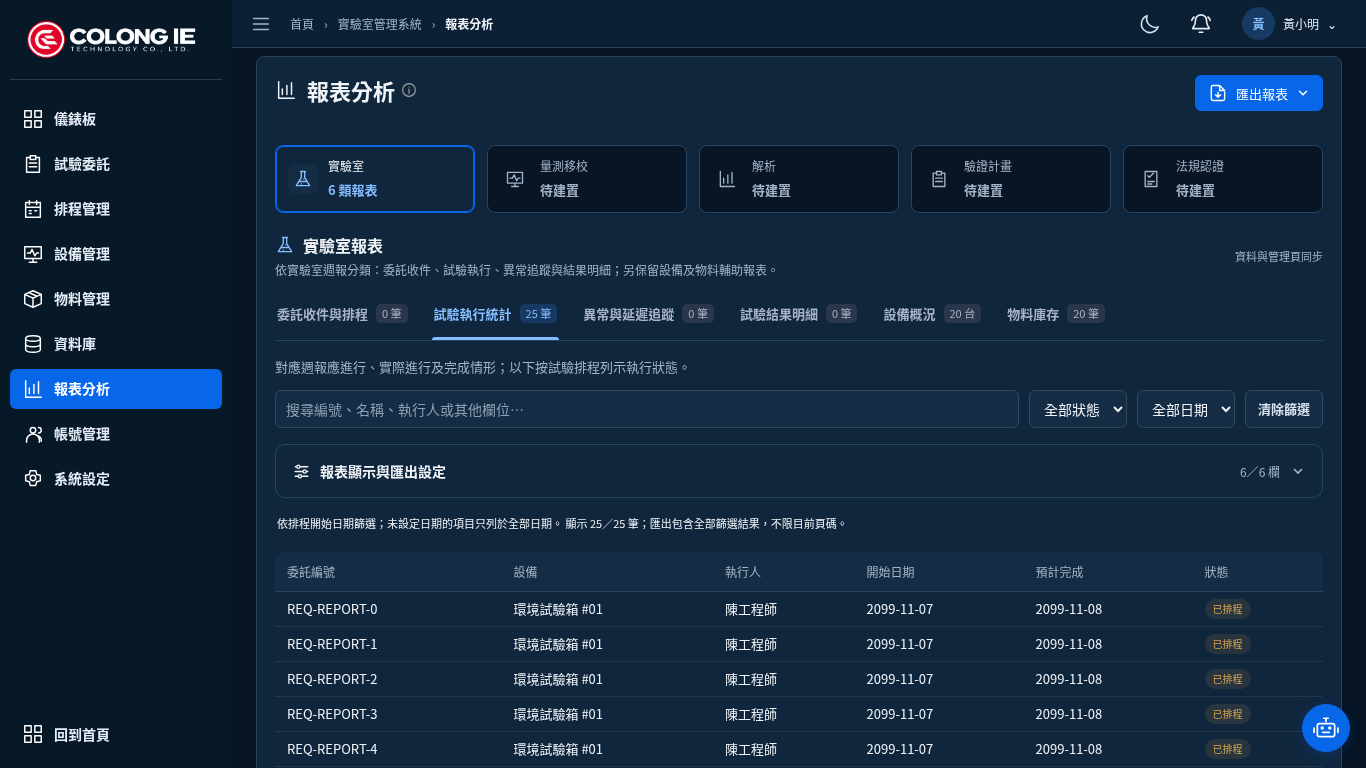 COLONG IE
TECHNOLOGY CO., LTD.
首頁 › 實驗室管理系統 › 報表分析
黃 黃小明
儀錶板
試驗委託
排程管理
設備管理
物料管理
資料庫
報表分析
帳號管理
系統設定
回到首頁
報表分析
匯出報表
實驗室
6 類報表
量測移校
待建置
解析
待建置
驗證計畫
待建置
法規認證
待建置
實驗室報表
依實驗室週報分類：委託收件、試驗執行、異常追蹤與結果明細；另保留設備及物料輔助報表。
資料與管理頁同步
委託收件與排程 0 筆 試驗執行統計 25 筆 異常與延遲追蹤 0 筆 試驗結果明細 0 筆 設備概況 20 台 物料庫存 20 筆
對應週報應進行、實際進行及完成情形；以下按試驗排程列示執行狀態。
搜尋編號、名稱、執行人或其他欄位… 全部狀態 全部日期 清除篩選
報表顯示與匯出設定 6／6 欄
依排程開始日期篩選；未設定日期的項目只列於全部日期。 顯示 25／25 筆；匯出包含全部篩選結果，不限目前頁碼。
委託編號 設備 執行人 開始日期 預計完成 狀態
REQ-REPORT-0 環境試驗箱 #01 陳工程師 2099-11-07 2099-11-08 已排程
REQ-REPORT-1 環境試驗箱 #01 陳工程師 2099-11-07 2099-11-08 已排程
REQ-REPORT-2 環境試驗箱 #01 陳工程師 2099-11-07 2099-11-08 已排程
REQ-REPORT-3 環境試驗箱 #01 陳工程師 2099-11-07 2099-11-08 已排程
REQ-REPORT-4 環境試驗箱 #01 陳工程師 2099-11-07 2099-11-08 已排程